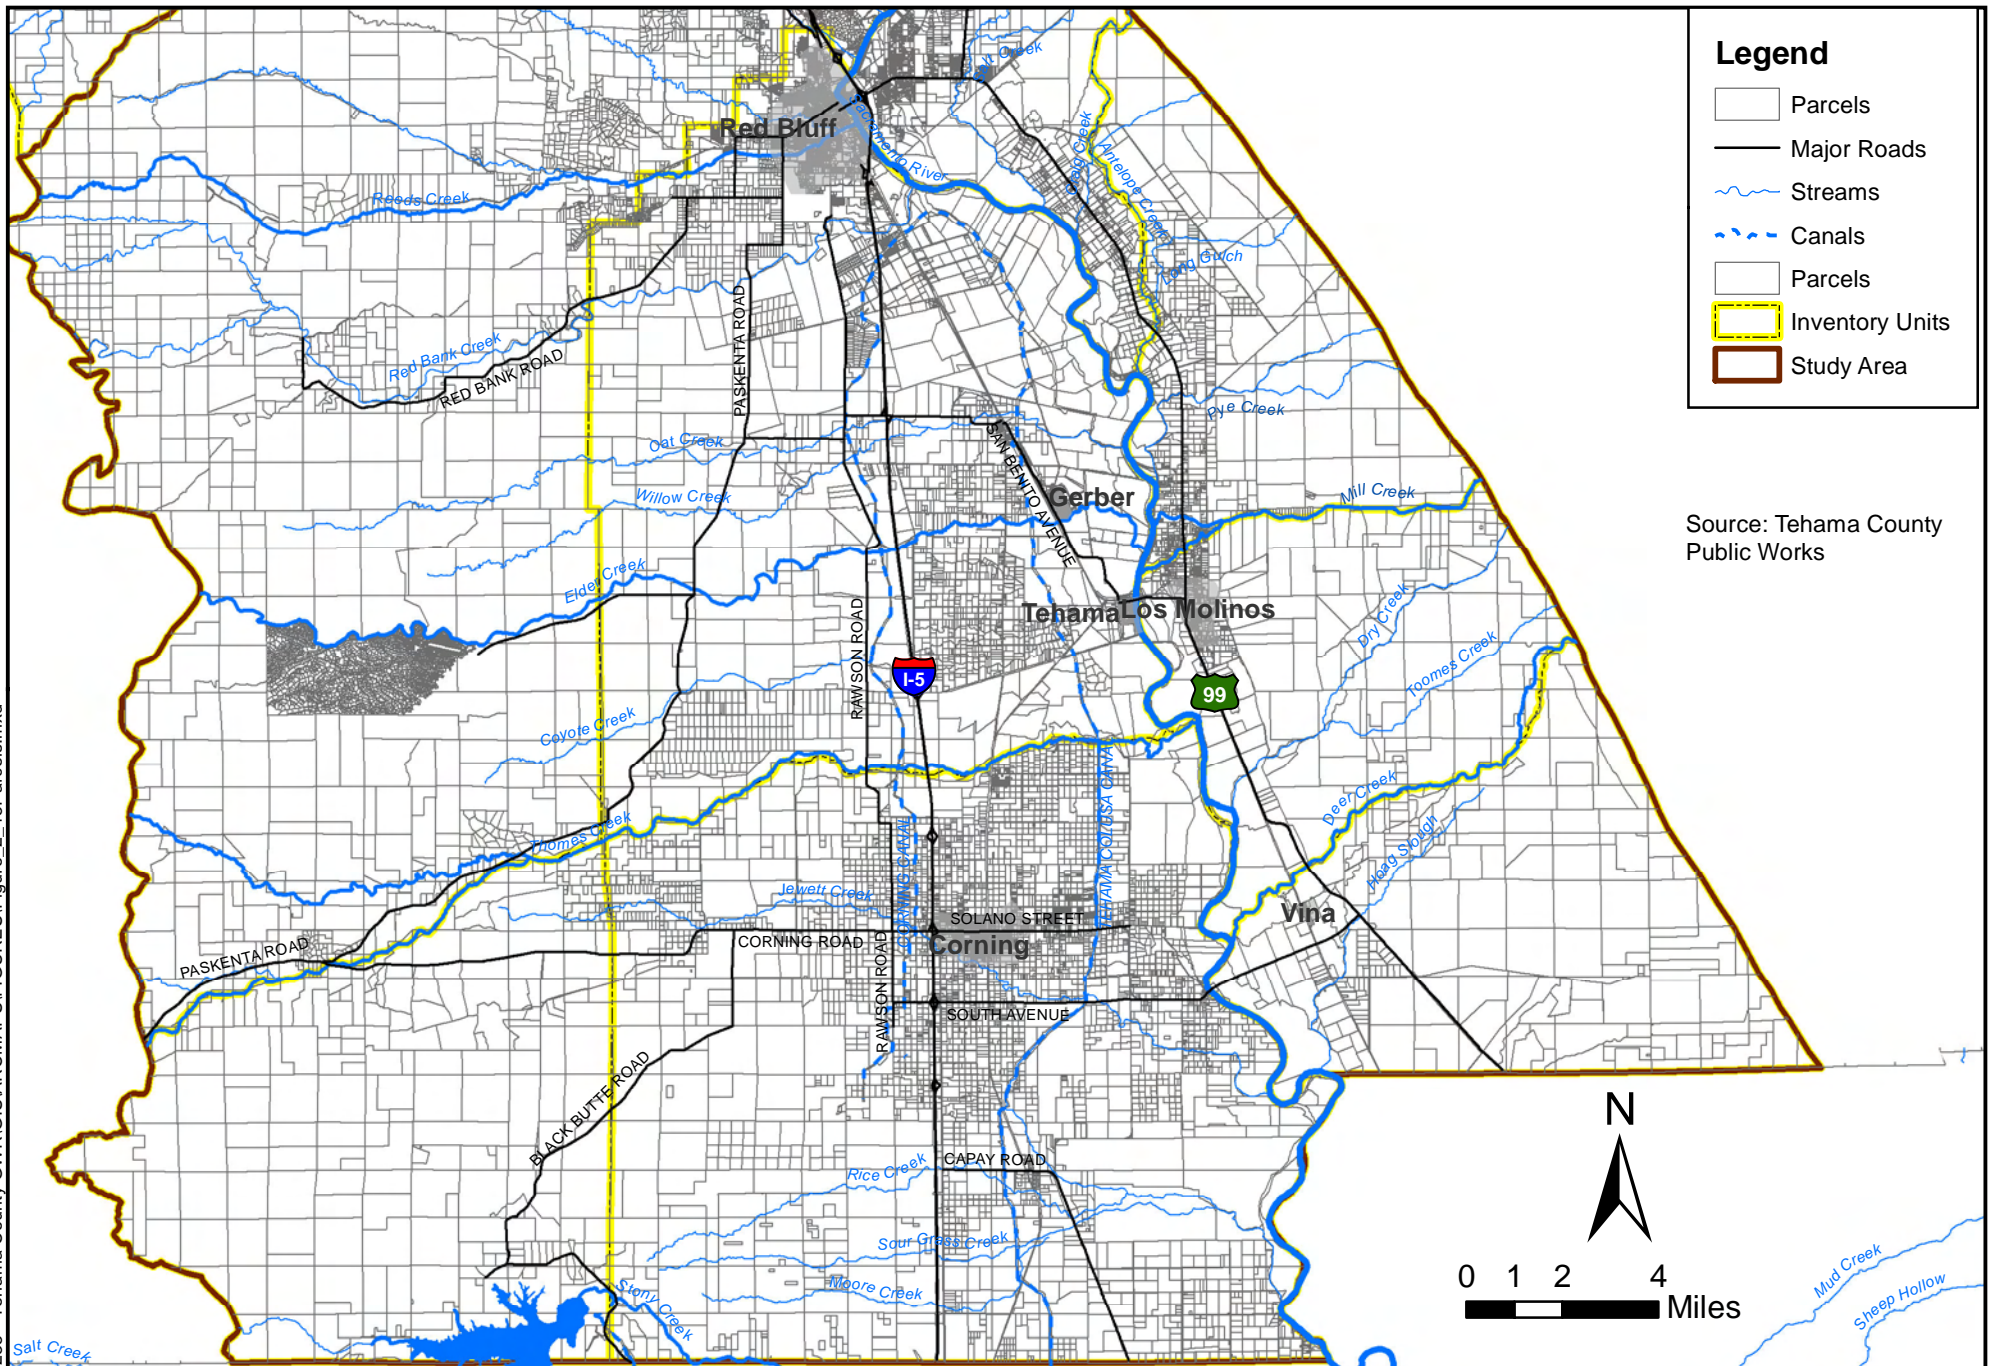 Legend
Parcels
Major Roads
Streams
Canals
Parcels
Inventory Units
Study Area
Source: Tehama County
Public Works
Salt Creek
Red Bluff
Sacramento River
Craig Creek
Antelope Creek
Reeds Creek
Long Gulch
PASKENTA ROAD
Red Bank Creek
RED BANK ROAD
Pye Creek
Oat Creek
SAN BENITO AVENUE
Willow Creek
Gerber
Mill Creek
Elder Creek
Tehama
Los Molinos
Dry Creek
RAWSON ROAD
I-5
99
Toomes Creek
Coyote Creek
TEHAMA COLUSA CANAL
Deer Creek
Thomes Creek
CORNING CANAL
Hoag Slough
Jewett Creek
SOLANO STREET
Vina
PASKENTA ROAD
CORNING ROAD
Corning
RAWSON ROAD
SOUTH AVENUE
BLACK BUTTE ROAD
N
Rice Creek
CAPAY ROAD
Sour Grass Creek
Moore Creek
Stony Creek
0 1 2 4
Miles
Mud Creek
Sheep Hollow
Salt Creek